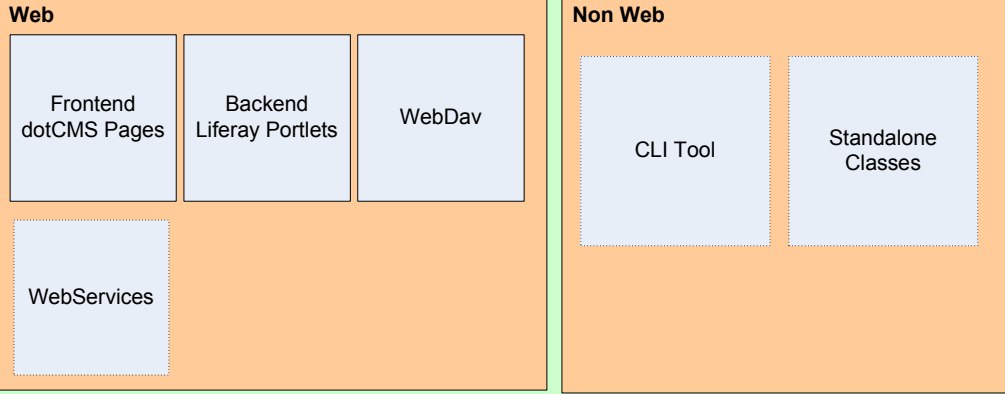 Web
Frontend
dotCMS Pages
Backend
Liferay Portlets
WebDav
WebServices
Non Web
CLI Tool
Standalone
Classes